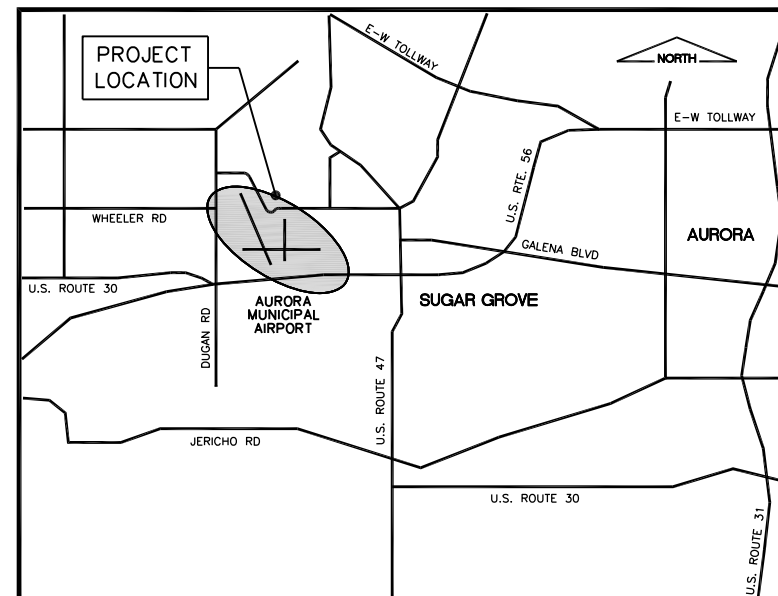 PROJECT
LOCATION
E-W TOLLWAY
NORTH
E-W TOLLWAY
U.S. RTE. 56
WHEELER RD
GALENA BLVD
AURORA
U.S. ROUTE 30
AURORA
MUNICIPAL
AIRPORT
SUGAR GROVE
DUGAN RD
U.S. ROUTE 47
JERICHO RD
U.S. ROUTE 30
U.S. ROUTE 31